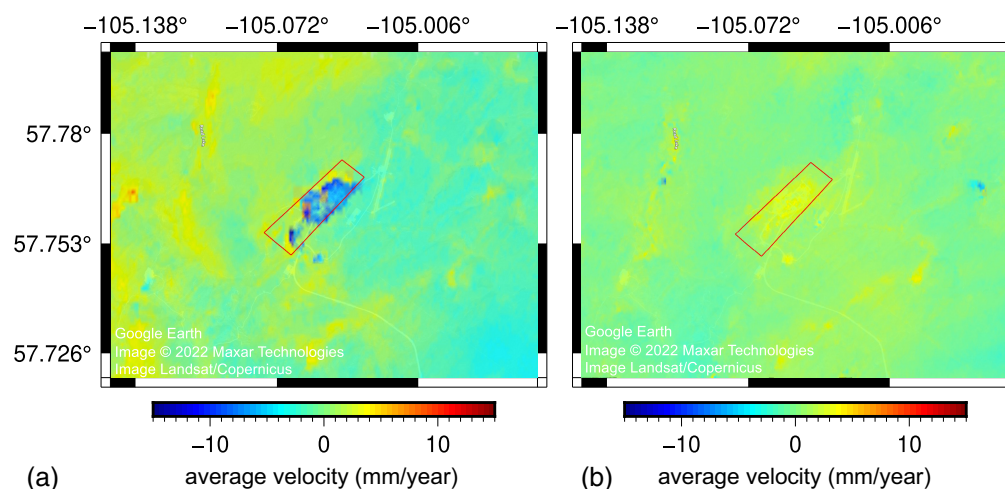 −105.138° −105.072° −105.006° −105.138° −105.072° −105.006°
57.78°
57.753°
57.726°
Google Earth
Image © 2022 Maxar Technologies
Image Landsat/Copernicus
Google Earth
Image © 2022 Maxar Technologies
Image Landsat/Copernicus
−10 0 10 −10 0 10
(a) average velocity (mm/year) (b) average velocity (mm/year)